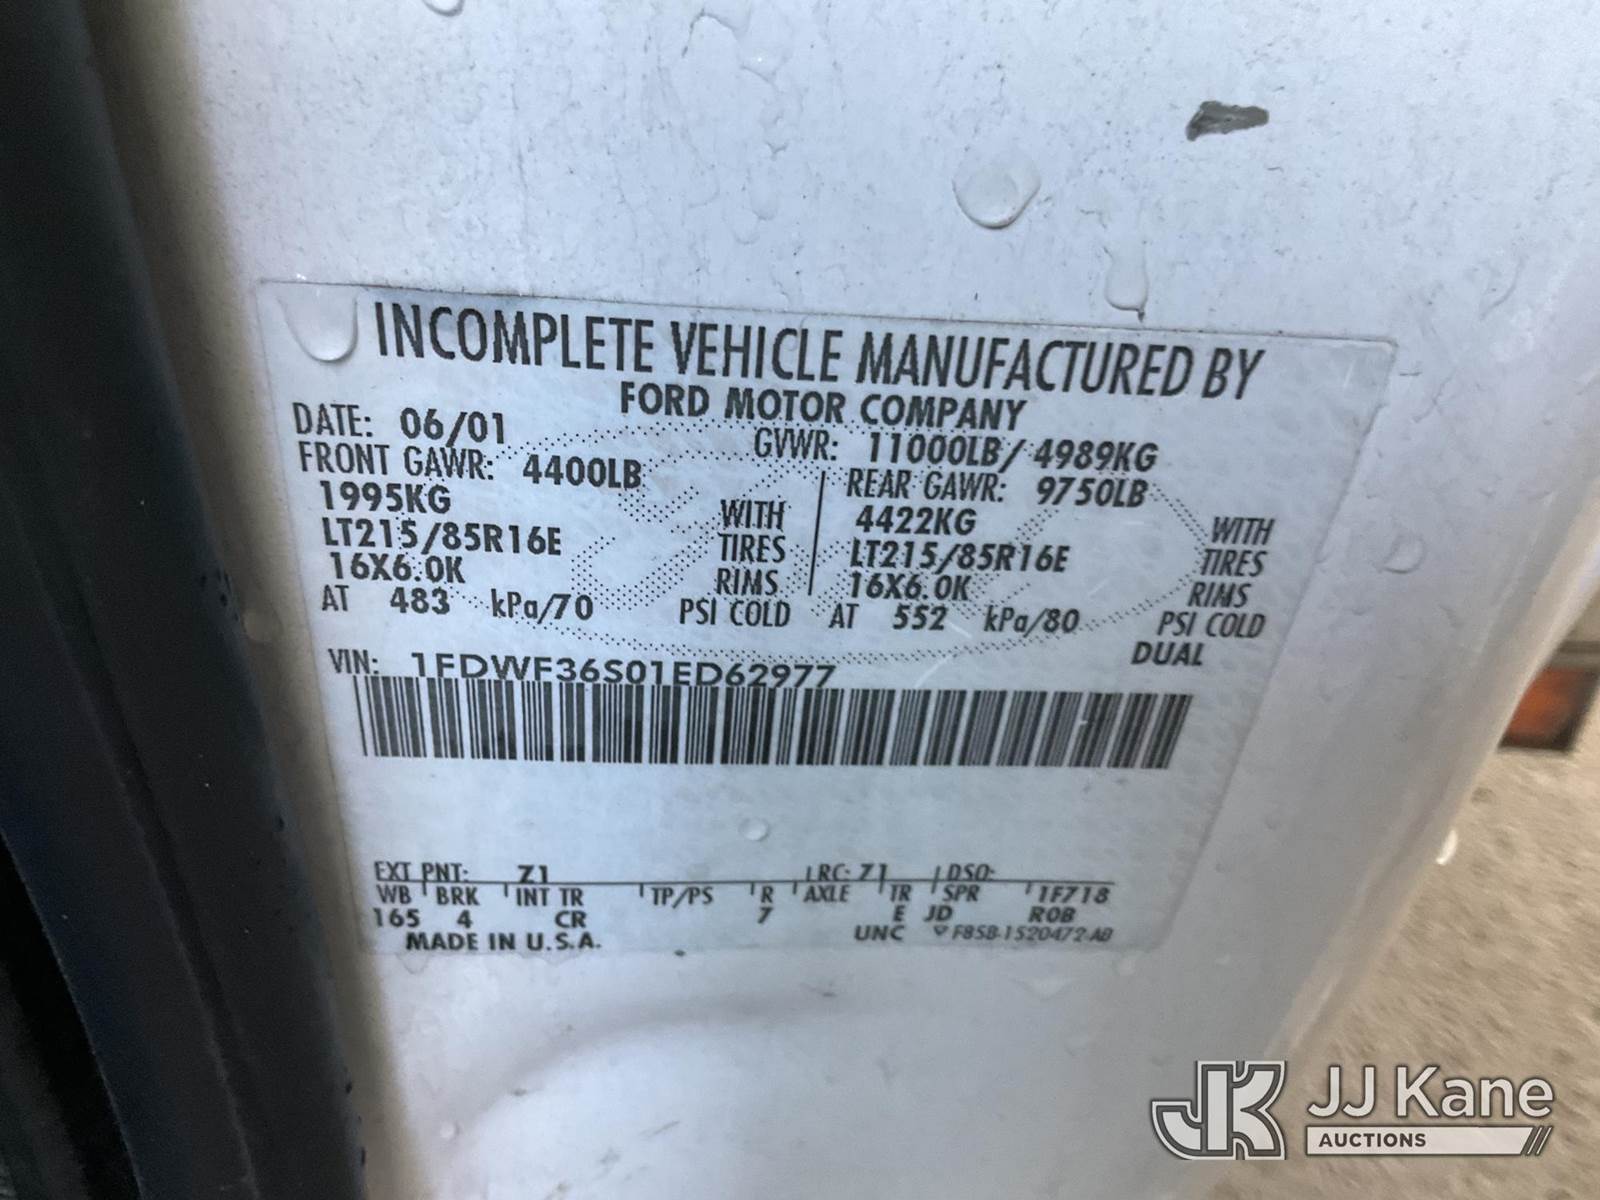 INCOMPLETE VEHICLE MANUFACTURED BY
FORD MOTOR COMPANY
DATE: 06/01 GVWR: 11000LB/ 4989KG
FRONT GAWR: 4400LB REAR GAWR: 9750LB
1995KG WITH 4422KG WITH
LT215/85R16E TIRES LT215/85R16E TIRES
16X6.0K RIMS 16X6.0K RIMS
AT 483 kPa/70 PSI COLD AT 552 kPa/80 PSI COLD
DUAL
VIN: 1FDWF36S01ED62977
EXT PNT: Z1 RC: Z1 DSO:
WB BRK INT TR TP/PS R AXLE TR SPR 1F718
165 4 CR 7 E JD ROB
MADE IN U.S.A. UNC F85B-1520472-AB
JK JJ Kane
AUCTIONS